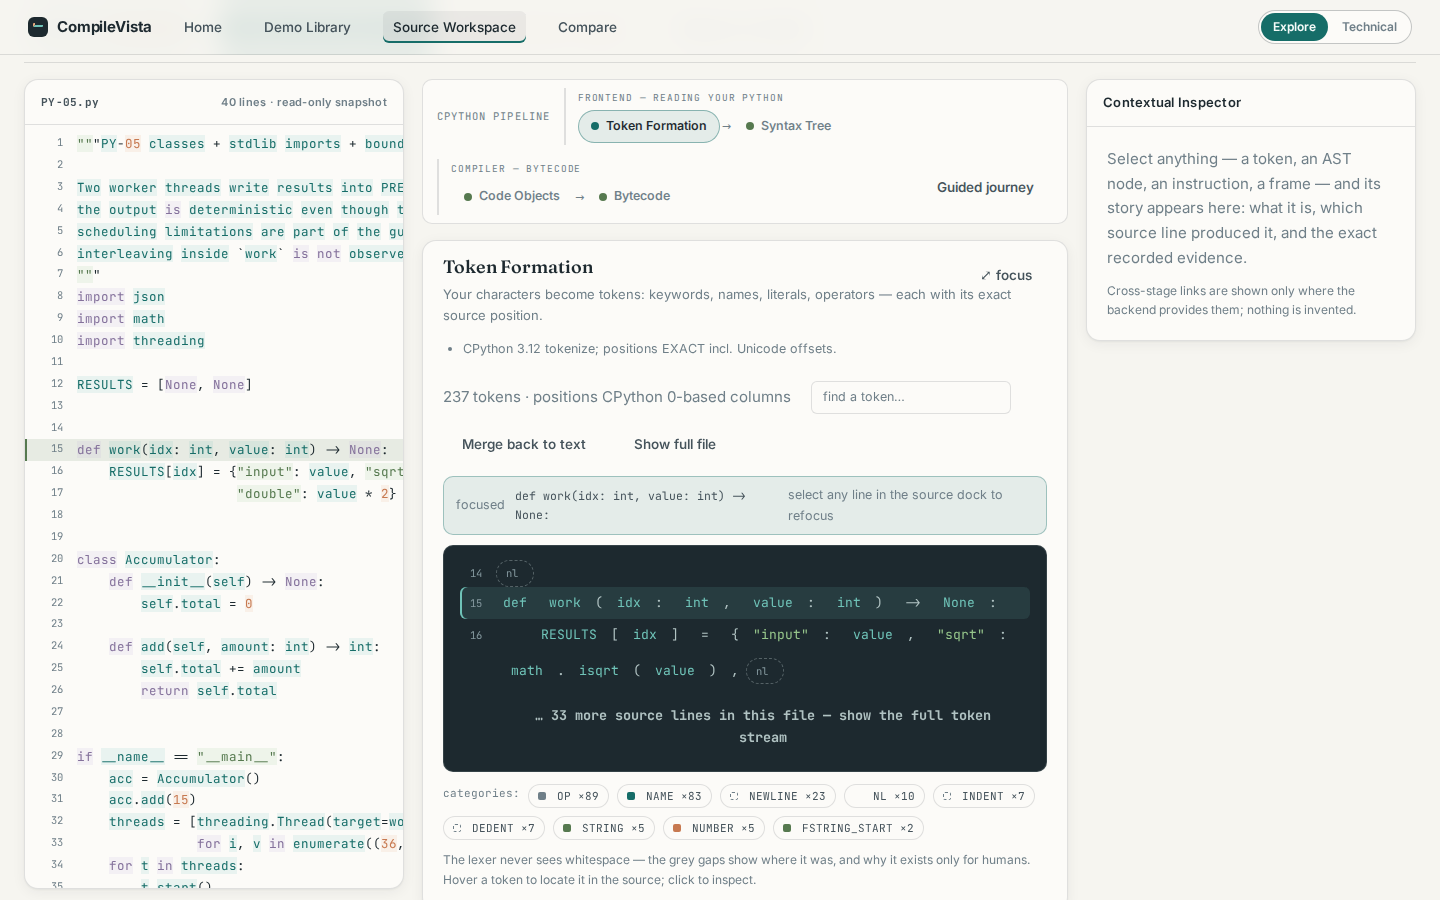 CompileVista
Home
Demo Library
Source Workspace
Compare
Explore
Technical
PY-05.py
40 lines · read-only snapshot
1 """PY-05 classes + stdlib imports + bound
2
3 Two worker threads write results into PRE
4 the output is deterministic even though t
5 scheduling limitations are part of the gu
6 interleaving inside `work` is not observe
7 """
8 import json
9 import math
10 import threading
11
12 RESULTS = [None, None]
13
14
15 def work(idx: int, value: int) -> None:
16 RESULTS[idx] = {"input": value, "sqrt
17 "double": value * 2}
18
19
20 class Accumulator:
21 def __init__(self) -> None:
22 self.total = 0
23
24 def add(self, amount: int) -> int:
25 self.total += amount
26 return self.total
27
28
29 if __name__ == "__main__":
30 acc = Accumulator()
31 acc.add(15)
32 threads = [threading.Thread(target=wo
33 for i, v in enumerate((36,
34 for t in threads:
35 t.start()
CPYTHON PIPELINE
FRONTEND — READING YOUR PYTHON
Token Formation → Syntax Tree
COMPILER — BYTECODE
Code Objects → Bytecode
Guided journey
Token Formation
⤢ focus
Your characters become tokens: keywords, names, literals, operators — each with its exact
source position.
• CPython 3.12 tokenize; positions EXACT incl. Unicode offsets.
237 tokens · positions CPython 0-based columns
find a token…
Merge back to text
Show full file
focused
def work(idx: int, value: int) ->
None:
select any line in the source dock to
refocus
14 nl
15 def work ( idx : int , value : int ) -> None :
16 RESULTS [ idx ] = { "input" : value , "sqrt" :
math . isqrt ( value ) , nl
… 33 more source lines in this file — show the full token
stream
categories: OP ×89 NAME ×83 NEWLINE ×23 NL ×10 INDENT ×7
DEDENT ×7 STRING ×5 NUMBER ×5 FSTRING_START ×2
The lexer never sees whitespace — the grey gaps show where it was, and why it exists only for humans.
Hover a token to locate it in the source; click to inspect.
Contextual Inspector
Select anything — a token, an AST
node, an instruction, a frame — and its
story appears here: what it is, which
source line produced it, and the exact
recorded evidence.
Cross-stage links are shown only where the
backend provides them; nothing is invented.